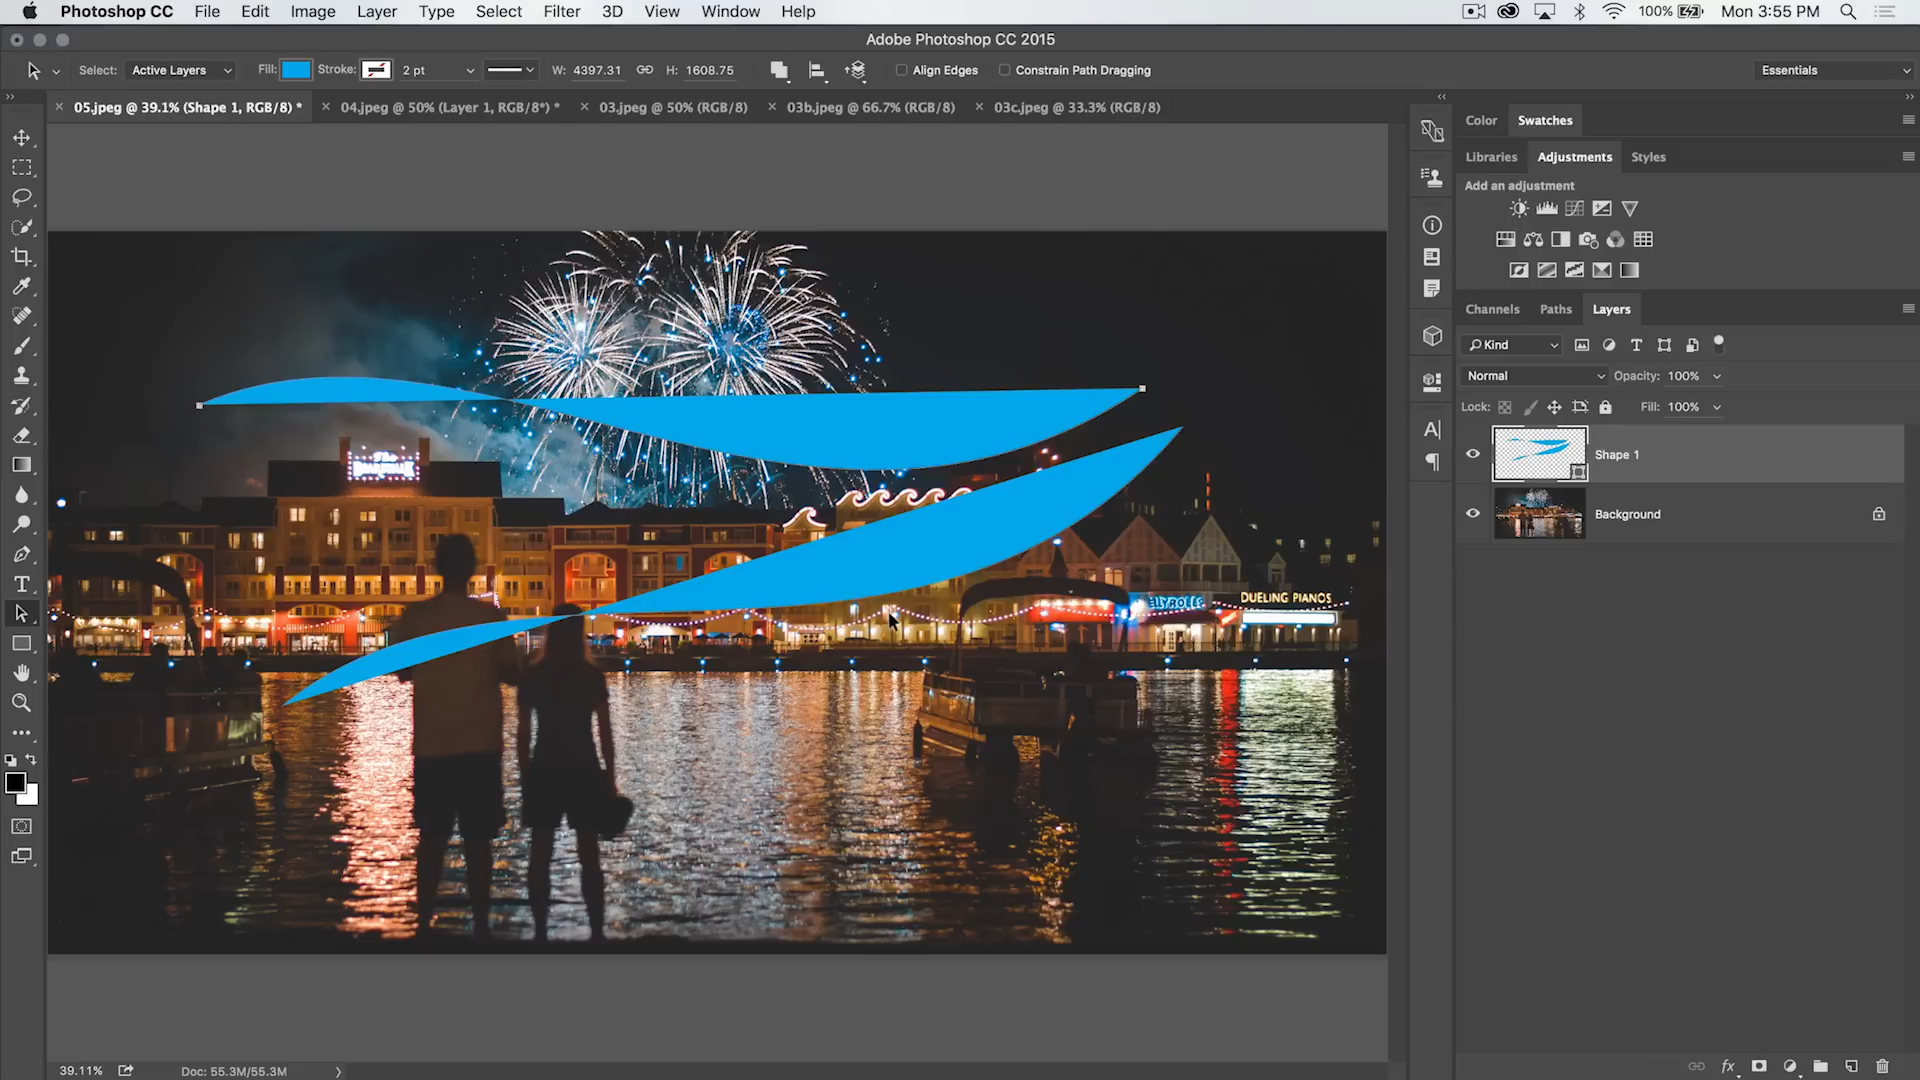 Photoshop CC File Edit Image Layer Type Select Filter 3D View Window Help 100% Mon 3:55 PM
Adobe Photoshop CC 2015
Select: Active Layers Fill: Stroke: 2 pt W: 4397.31 H: 1608.75 Align Edges Constrain Path Dragging Essentials
05.jpeg @ 39.1% (Shape 1, RGB/8) * 04.jpeg @ 50% (Layer 1, RGB/8*) * 03.jpeg @ 50% (RGB/8) 03b.jpeg @ 66.7% (RGB/8) 03c.jpeg @ 33.3% (RGB/8)
Color Swatches
Libraries Adjustments Styles
Add an adjustment
Channels Paths Layers
Kind
Normal Opacity: 100%
Lock: Fill: 100%
Shape 1
Background
The
BOARDWALK
JELLYROLLS
DUELING PIANOS
39.11% Doc: 55.3M/55.3M